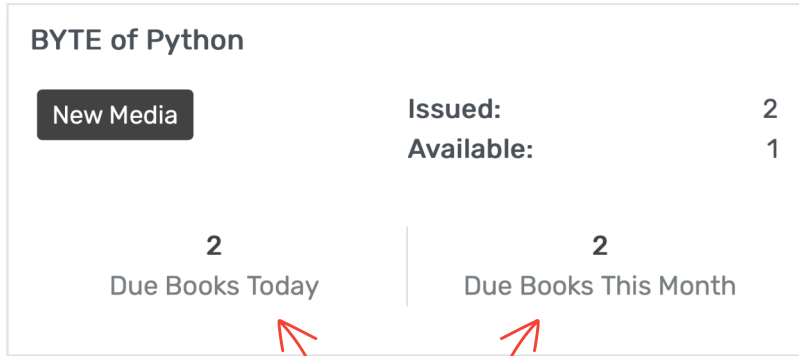 BYTE of Python
New Media
Issued: 2
Available: 1
2
Due Books Today
2
Due Books This Month